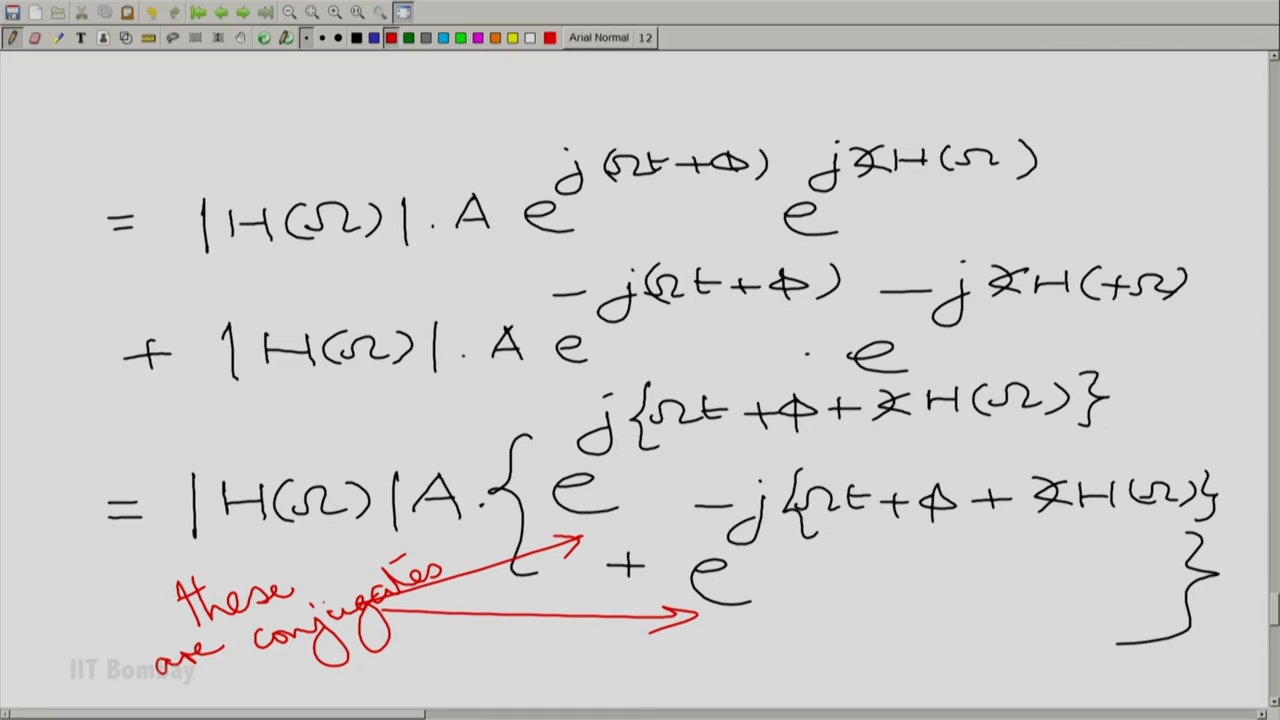 Arial Normal 12
= |H(Ω)| . A e^{j(Ωt+Φ)} e^{j∡H(Ω)}
+ |H(Ω)| . A e^{-j(Ωt+Φ)} . e^{-j∡H(+Ω)}
= |H(Ω)| A . { e^{j{Ωt+Φ+∡H(Ω)}}
+ e^{-j{Ωt+Φ+∡H(Ω)}} }
these
are conjugates
IIT Bombay